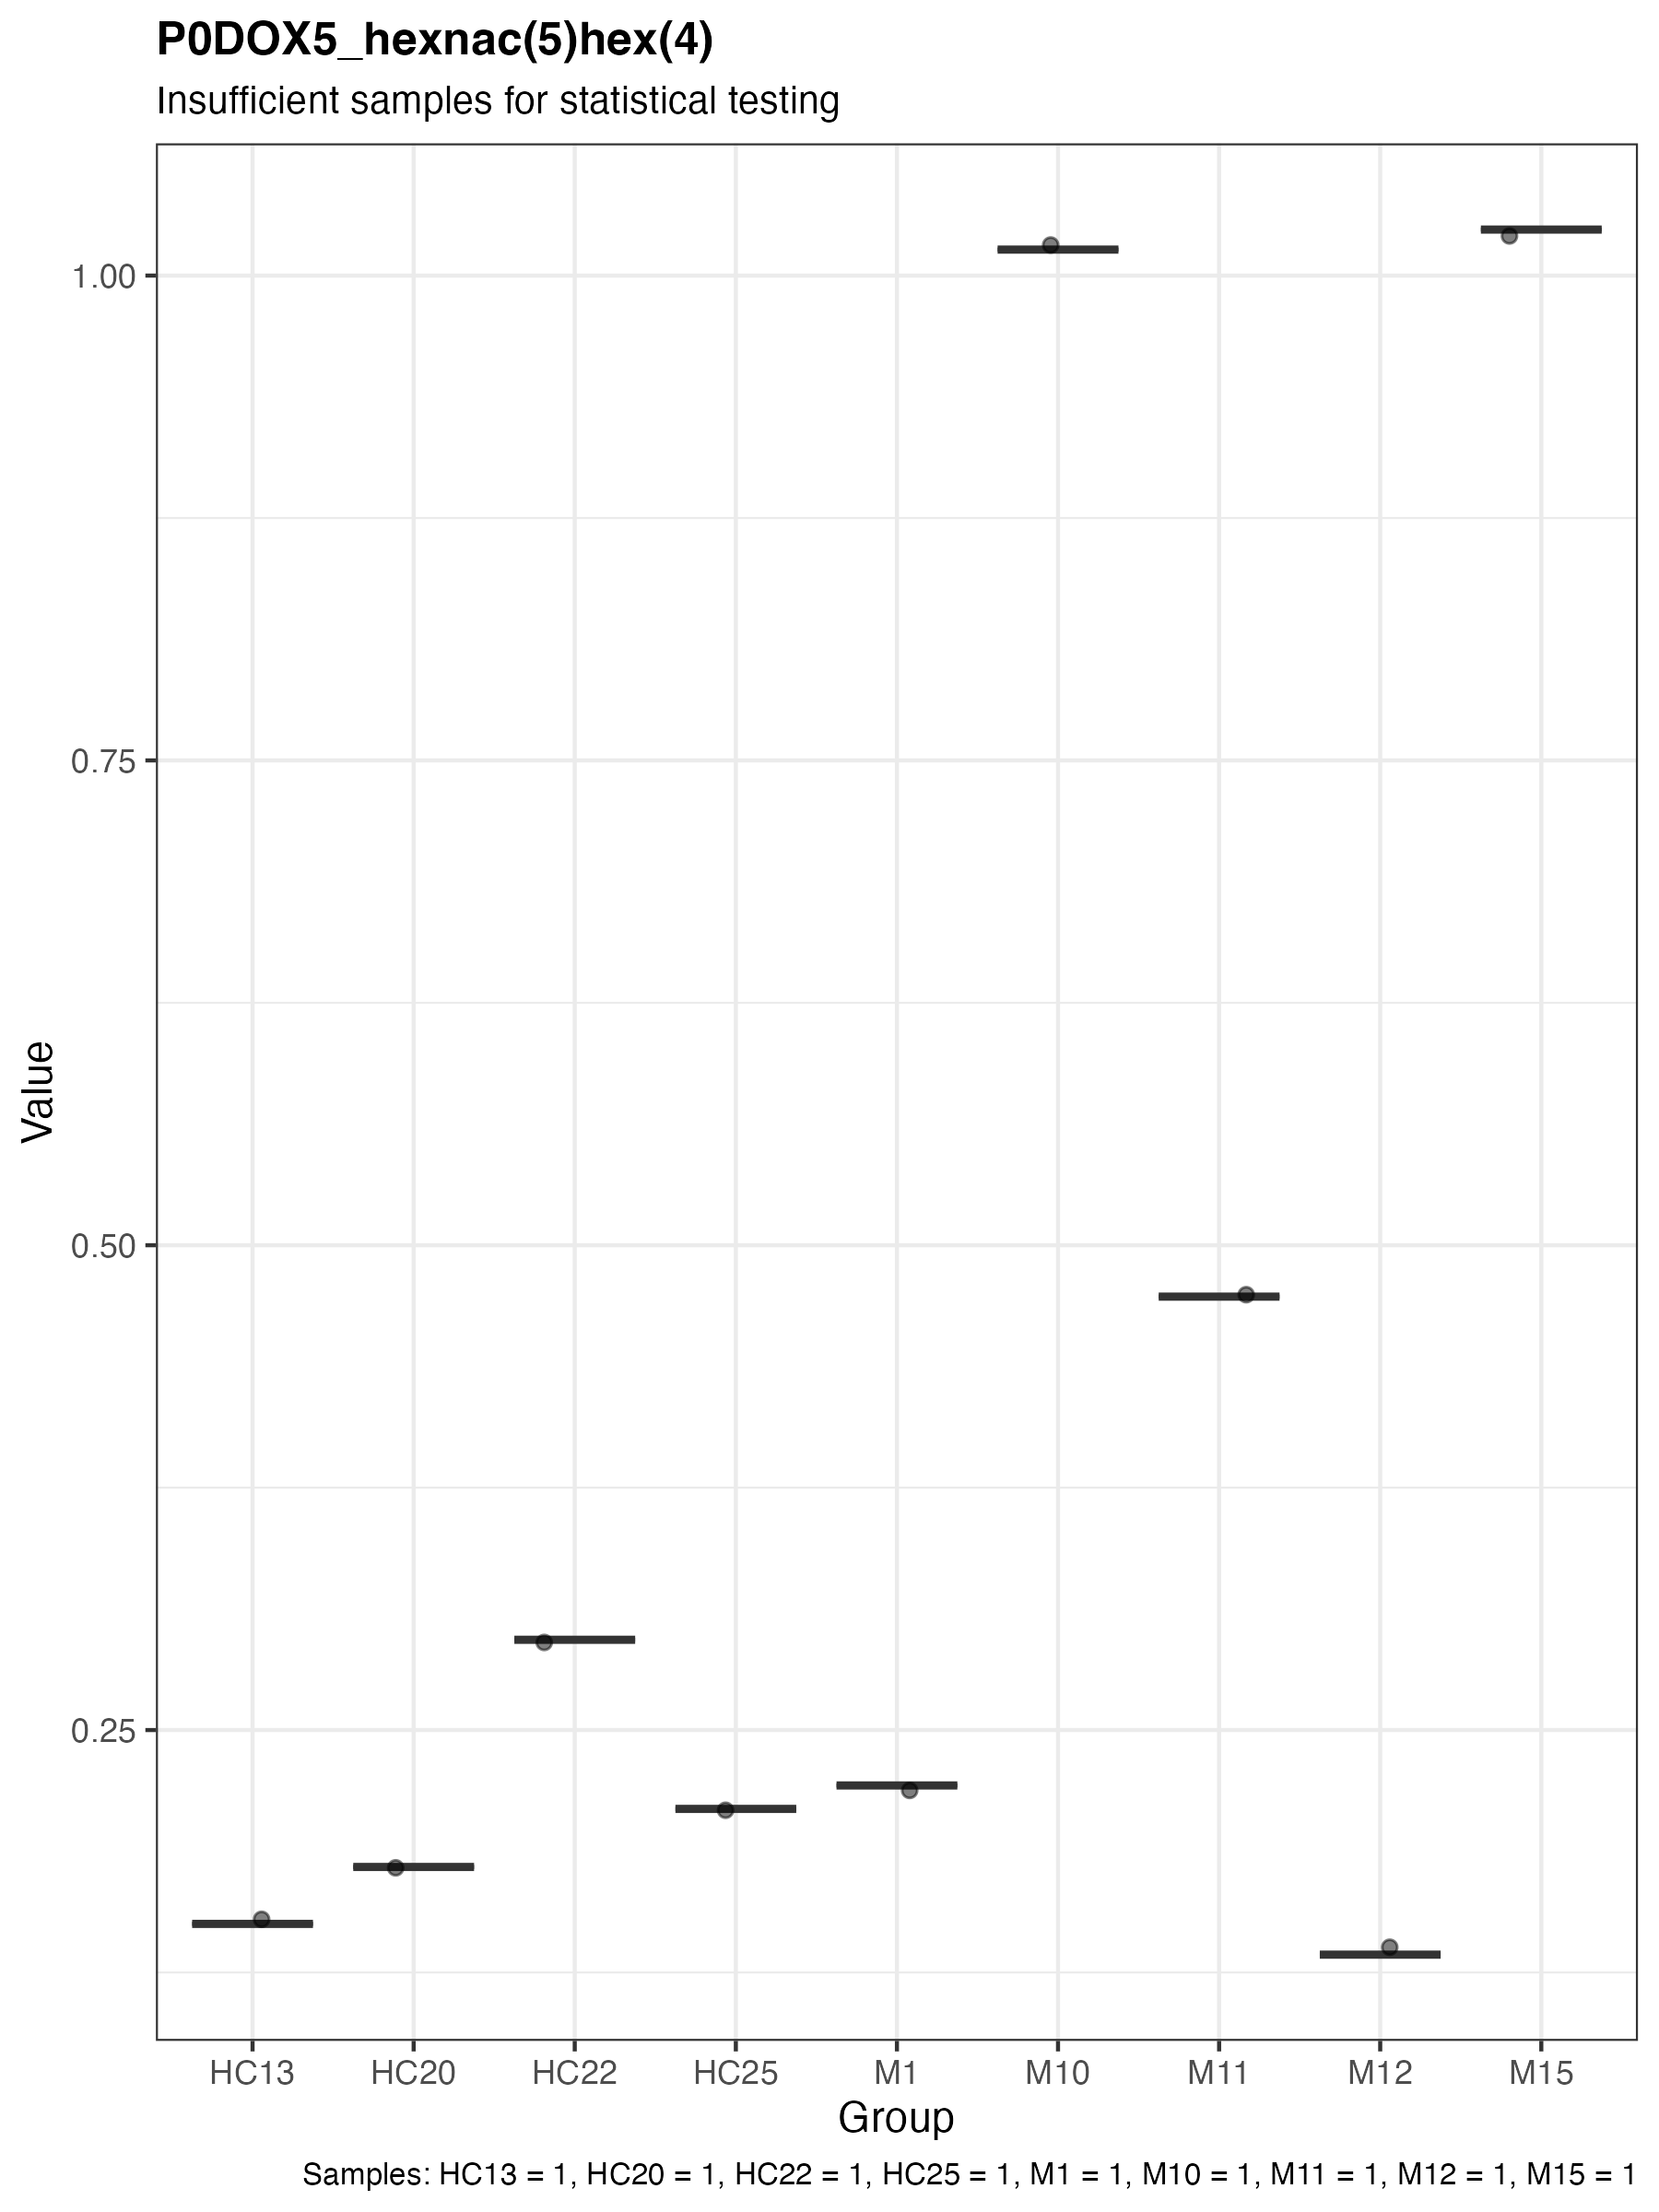 P0DOX5_hexnac(5)hex(4)
Insufficient samples for statistical testing
1.00
0.75
0.50
0.25
Value
HC13 HC20 HC22 HC25 M1 M10 M11 M12 M15
Group
Samples: HC13 = 1, HC20 = 1, HC22 = 1, HC25 = 1, M1 = 1, M10 = 1, M11 = 1, M12 = 1, M15 = 1